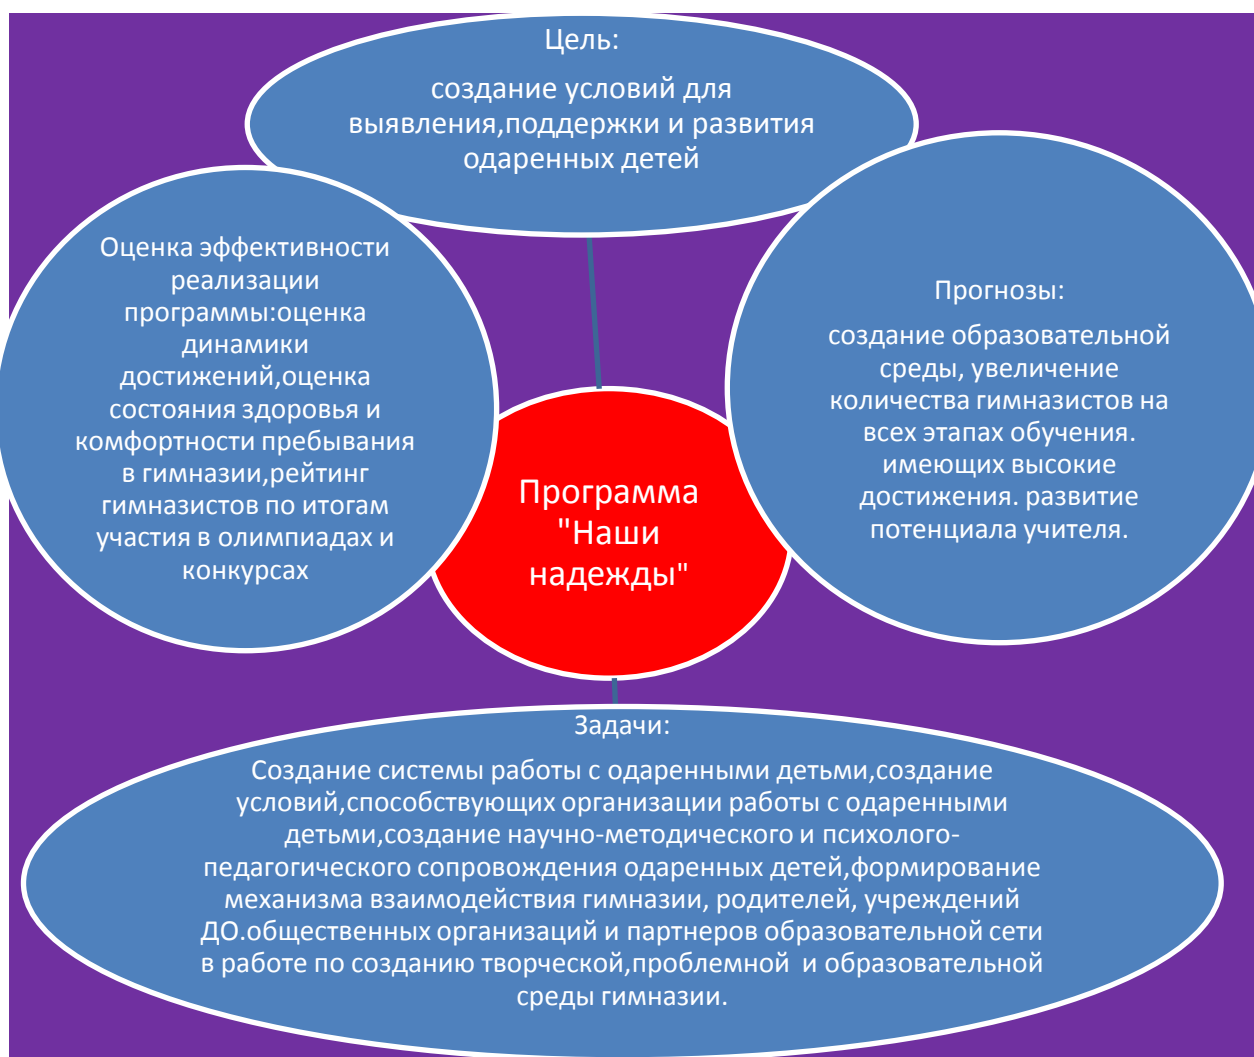 Цель:
создание условий для
выявления,поддержки и развития
одаренных детей
Оценка эффективности
реализации
программы:оценка
динамики
достижений,оценка
состояния здоровья и
комфортности пребывания
в гимназии,рейтинг
гимназистов по итогам
участия в олимпиадах и
конкурсах
Прогнозы:
создание образовательной
среды, увеличение
количества гимназистов на
всех этапах обучения.
имеющих высокие
достижения. развитие
потенциала учителя.
Программа
"Наши
надежды"
Задачи:
Создание системы работы с одаренными детьми,создание
условий,способствующих организации работы с одаренными
детьми,создание научно-методического и психолого-
педагогического сопровождения одаренных детей,формирование
механизма взаимодействия гимназии, родителей, учреждений
ДО.общественных организаций и партнеров образовательной сети
в работе по созданию творческой,проблемной  и образовательной
среды гимназии.